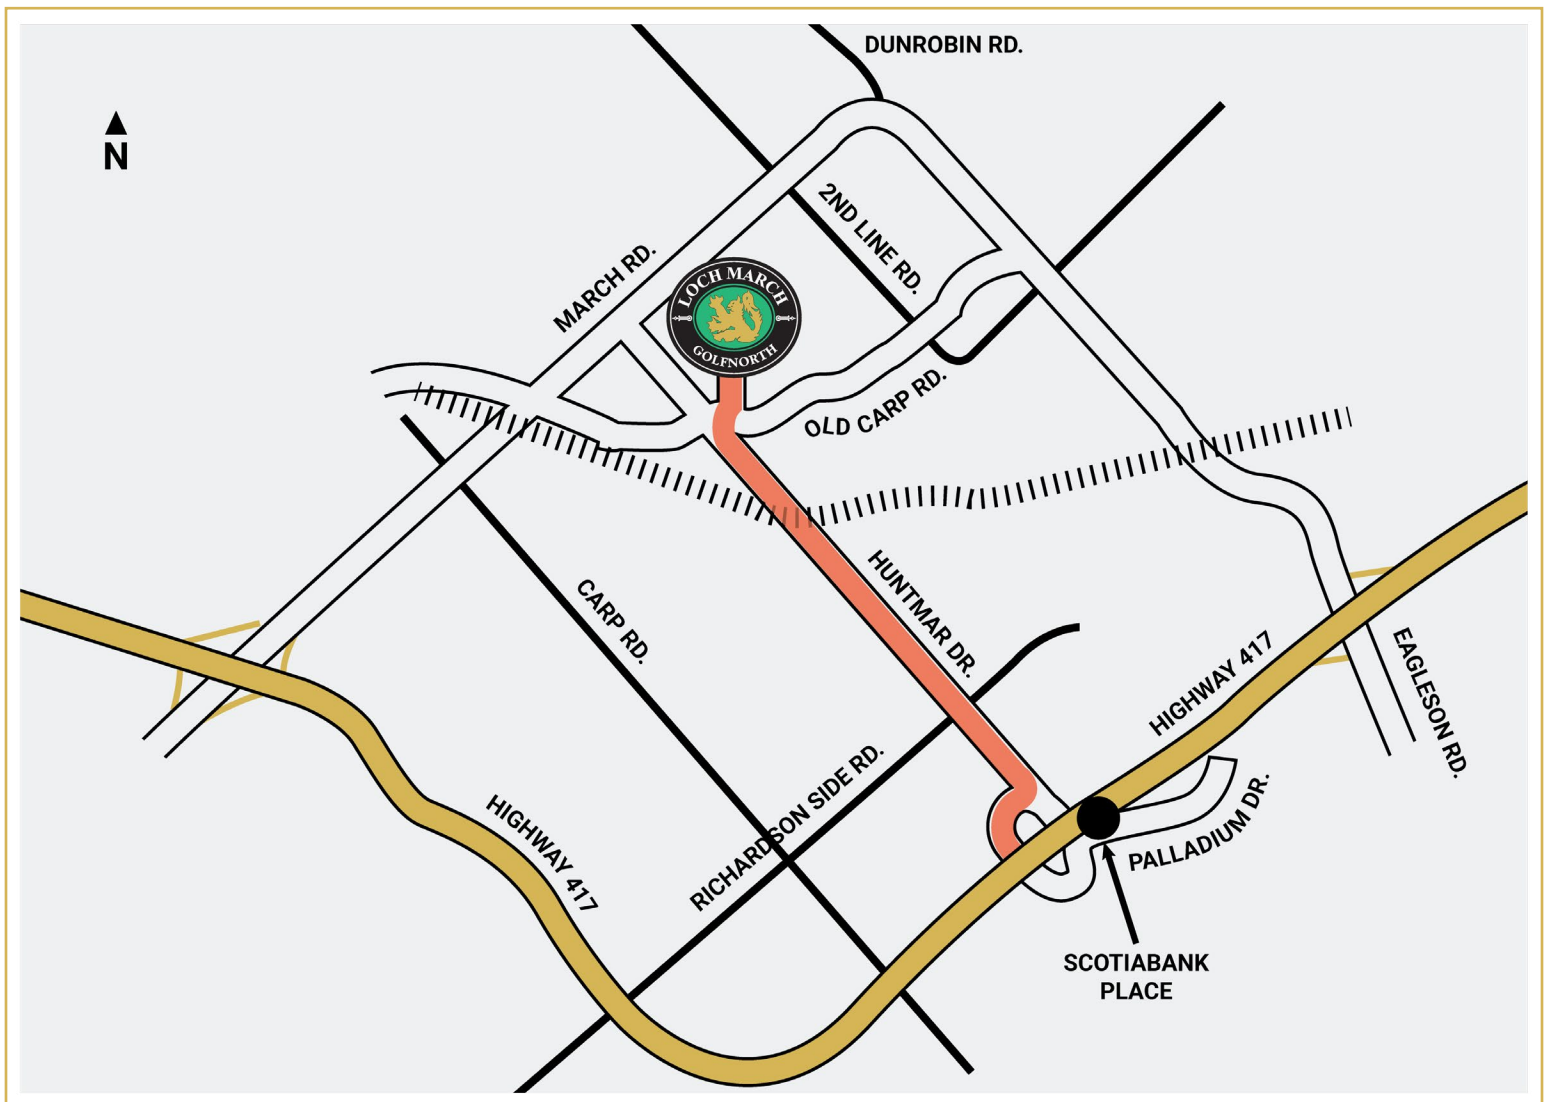 DUNROBIN RD.
N
2ND LINE RD.
MARCH RD.
LOCH MARCH
GOLFNORTH
OLD CARP RD.
HUNTMAR DR.
CARP RD.
HIGHWAY 417
EAGLESON RD.
RICHARDSON SIDE RD.
HIGHWAY 417
PALLADIUM DR.
SCOTIABANK
PLACE